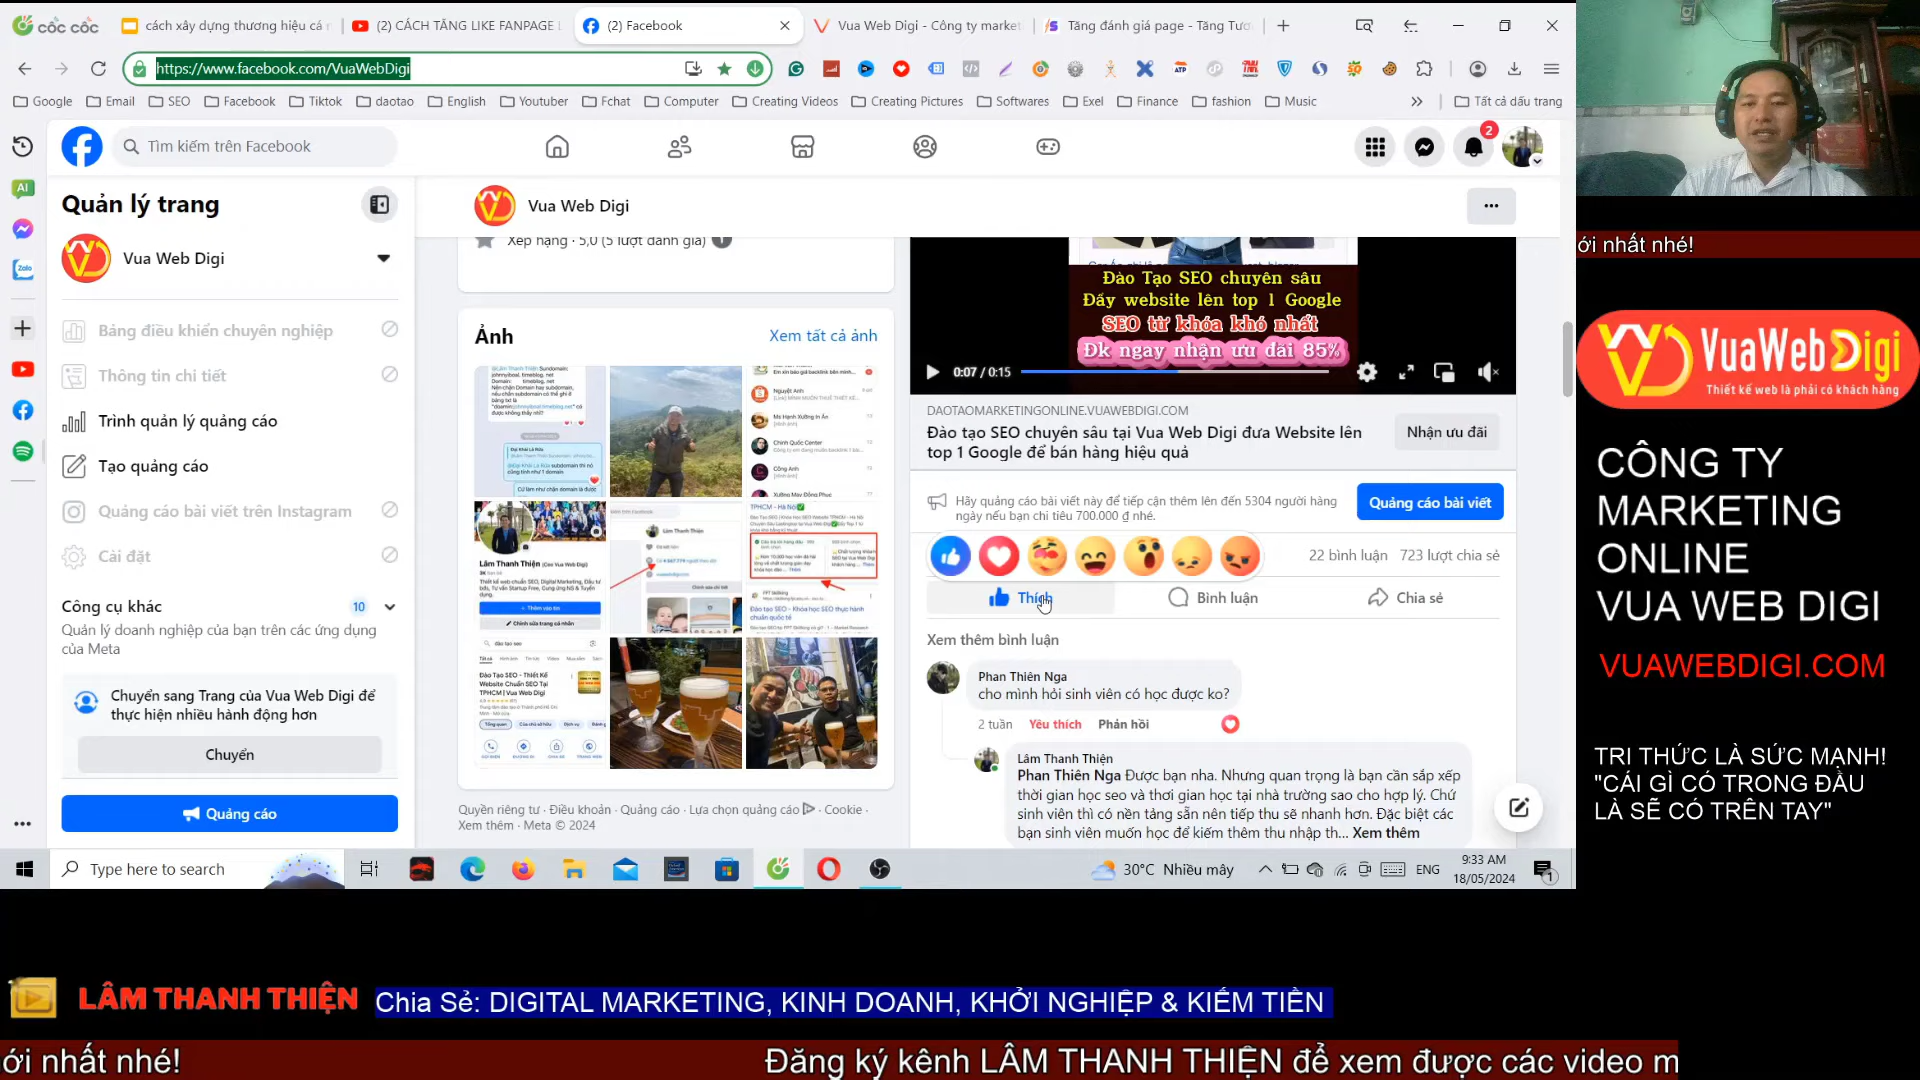 cốc cốc
cách xây dựng thương hiệu cá n
(2) CÁCH TĂNG LIKE FANPAGE L
(2) Facebook
Vua Web Digi - Công ty market
Tăng đánh giá page - Tăng Tươ
https://www.facebook.com/VuaWebDigi
Google
Email
SEO
Facebook
Tiktok
daotao
English
Youtuber
Fchat
Computer
Creating Videos
Creating Pictures
Softwares
Exel
Finance
fashion
Music
Tất cả dấu trang
Tìm kiếm trên Facebook
2
AI
Zalo
Quản lý trang
Vua Web Digi
Bảng điều khiển chuyên nghiệp
Thông tin chi tiết
Trình quản lý quảng cáo
Tạo quảng cáo
Quảng cáo bài viết trên Instagram
Cài đặt
Công cụ khác
10
Quản lý doanh nghiệp của bạn trên các ứng dụng
của Meta
Chuyển sang Trang của Vua Web Digi để
thực hiện nhiều hành động hơn
Chuyển
Quảng cáo
Vua Web Digi
Xếp hạng · 5,0 (5 lượt đánh giá)
Ảnh
Xem tất cả ảnh
Lâm Thanh Thiện (Ceo Vua Web Digi)
Quyền riêng tư · Điều khoản · Quảng cáo · Lựa chọn quảng cáo · Cookie ·
Xem thêm · Meta © 2024
Đào Tạo SEO chuyên sâu
Đẩy website lên top 1 Google
SEO từ khóa khó nhất
Đk ngay nhận ưu đãi 85%
0:07 / 0:15
DAOTAOMARKETINGONLINE.VUAWEBDIGI.COM
Đào tạo SEO chuyên sâu tại Vua Web Digi đưa Website lên
top 1 Google để bán hàng hiệu quả
Nhận ưu đãi
Hãy quảng cáo bài viết này để tiếp cận thêm lên đến 5304 người hàng
ngày nếu bạn chi tiêu 700.000 ₫ nhé.
Quảng cáo bài viết
22 bình luận
723 lượt chia sẻ
Thích
Bình luận
Chia sẻ
Xem thêm bình luận
Phan Thiên Nga
cho mình hỏi sinh viên có học được ko?
2 tuần
Yêu thích
Phản hồi
Lâm Thanh Thiện
Phan Thiên Nga Được bạn nha. Nhưng quan trọng là bạn cần sắp xếp
thời gian học seo và thơi gian học tại nhà trường sao cho hợp lý. Chứ
sinh viên thì có nền tảng sẵn nên tiếp thu sẽ nhanh hơn. Đặc biệt các
bạn sinh viên muốn học để kiếm thêm thu nhập th... Xem thêm
Type here to search
30°C Nhiều mây
ENG
9:33 AM
18/05/2024
1
ới nhất nhé!
VuaWebDigi
Thiết kế web là phải có khách hàng
CÔNG TY
MARKETING
ONLINE
VUA WEB DIGI
VUAWEBDIGI.COM
TRI THỨC LÀ SỨC MẠNH!
"CÁI GÌ CÓ TRONG ĐẦU
LÀ SẼ CÓ TRÊN TAY"
LÂM THANH THIỆN
Chia Sẻ: DIGITAL MARKETING, KINH DOANH, KHỞI NGHIỆP & KIẾM TIỀN
ới nhất nhé!
Đăng ký kênh LÂM THANH THIỆN để xem được các video m